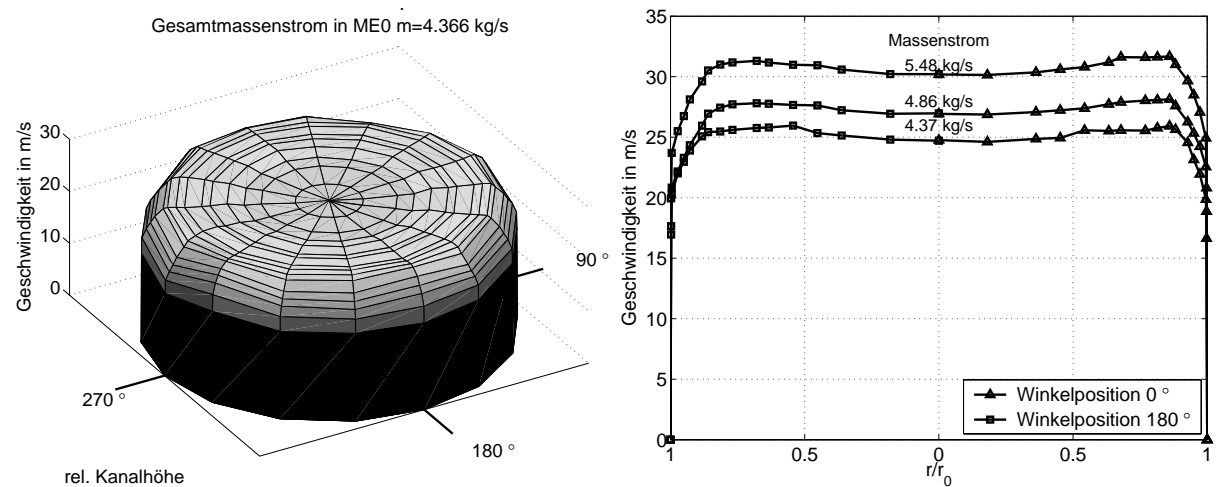 Gesamtmassenstrom in ME0 m=4.366 kg/s
Geschwindigkeit in m/s
30
20
10
0
90 °
180 °
270 °
rel. Kanalhöhe
Geschwindigkeit in m/s
35
30
25
20
15
10
5
0
Massenstrom
5.48 kg/s
4.86 kg/s
4.37 kg/s
Winkelposition 0 °
Winkelposition 180 °
1 0.5 0 0.5 1
r/r0